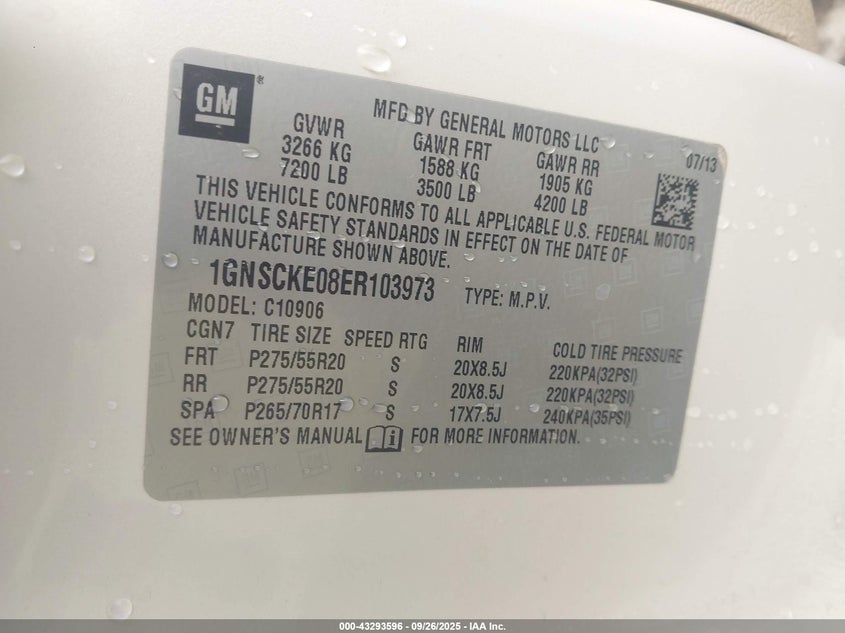 GM
MFD BY GENERAL MOTORS LLC
07/13
GVWR GAWR FRT GAWR RR
3266 KG 1588 KG 1905 KG
7200 LB 3500 LB 4200 LB
THIS VEHICLE CONFORMS TO ALL APPLICABLE U.S. FEDERAL MOTOR
VEHICLE SAFETY STANDARDS IN EFFECT ON THE DATE OF
MANUFACTURE SHOWN ABOVE.
1GNSCKE08ER103973 TYPE: M.P.V.
MODEL: C10906
CGN7 TIRE SIZE SPEED RTG RIM COLD TIRE PRESSURE
FRT P275/55R20 S 20X8.5J 220KPA(32PSI)
RR P275/55R20 S 20X8.5J 220KPA(32PSI)
SPA P265/70R17 S 17X7.5J 240KPA(35PSI)
SEE OWNER'S MANUAL FOR MORE INFORMATION.
000-43293596 - 09/26/2025 - IAA Inc.